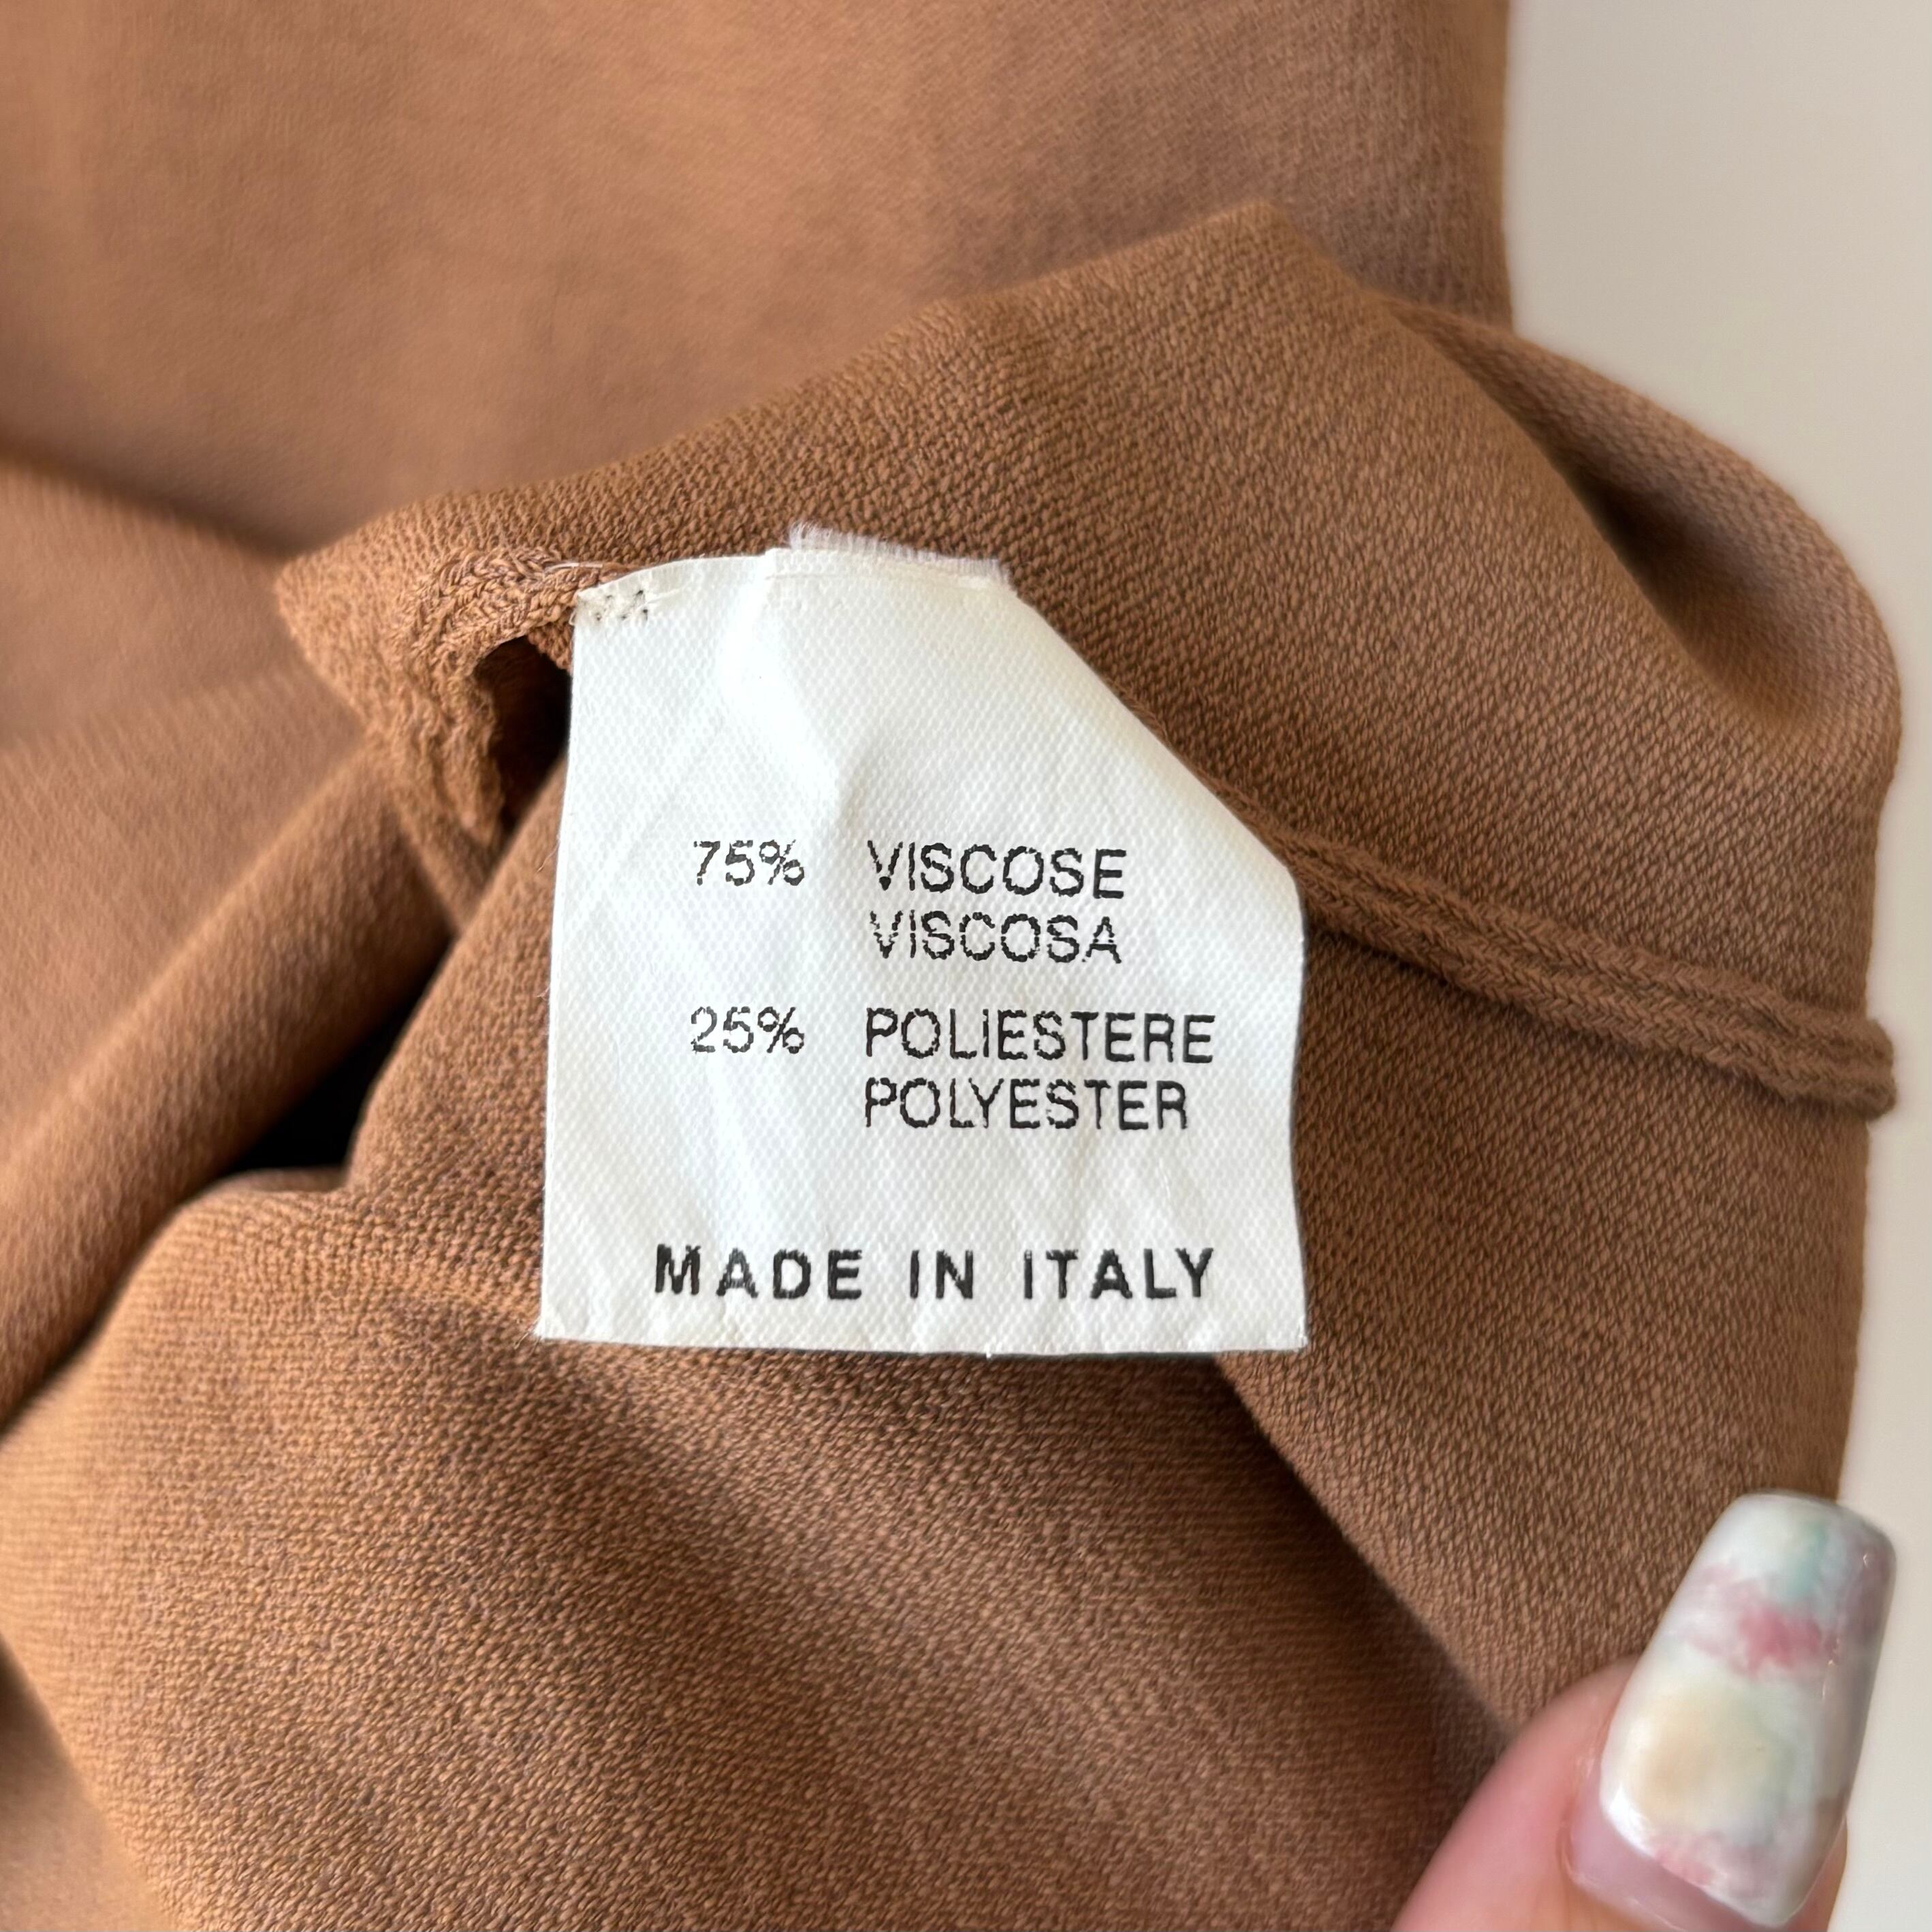 75% VISCOSE
VISCOSA
25% POLIESTERE
POLYESTER
MADE IN ITALY